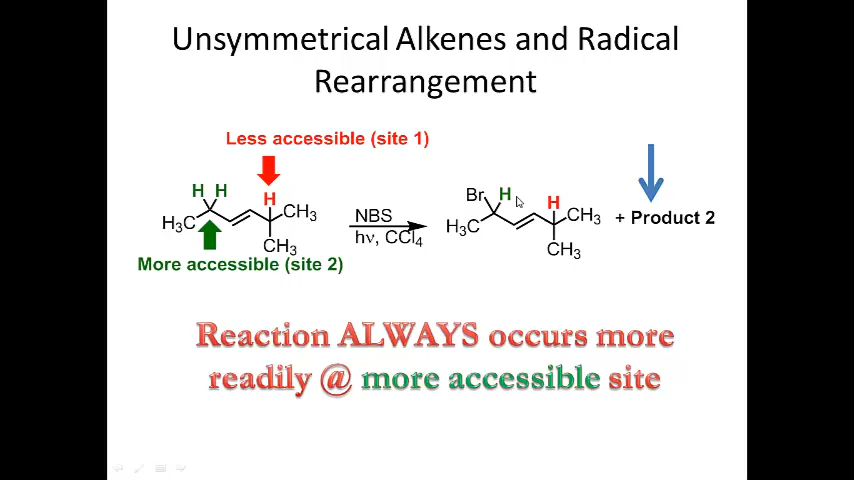 Unsymmetrical Alkenes and Radical
Rearrangement
Less accessible (site 1)
H H
H
H₃C
CH₃
CH₃
More accessible (site 2)
NBS
hν, CCl₄
Br H
H
H₃C
CH₃
CH₃
+ Product 2
Reaction ALWAYS occurs more
readily @ more accessible site